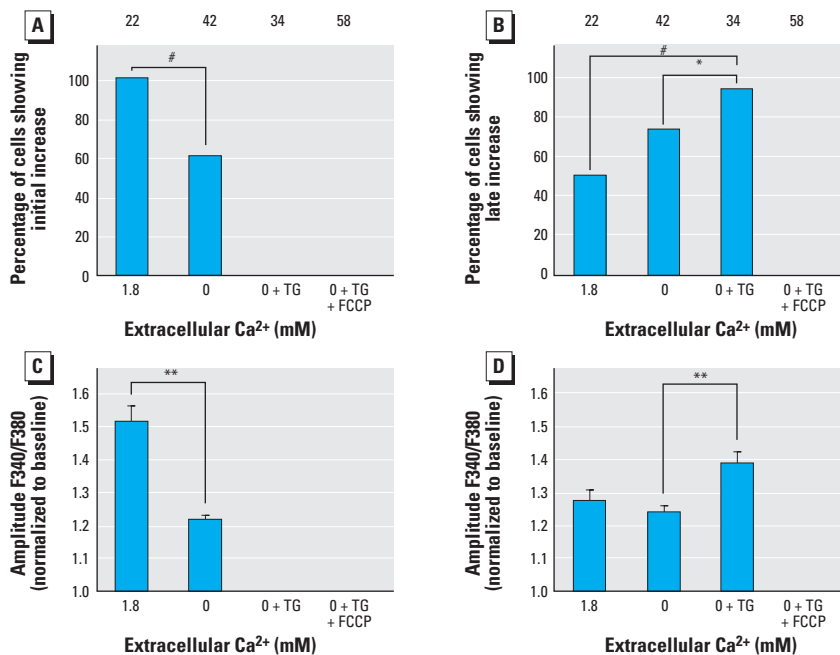 A
22 42 34 58
#
Percentage of cells showing
initial increase
100
80
60
40
20
0
1.8 0 0 + TG 0 + TG
+ FCCP
Extracellular Ca²⁺ (mM)
B
22 42 34 58
#
*
Percentage of cells showing
late increase
100
80
60
40
20
0
1.8 0 0 + TG 0 + TG
+ FCCP
Extracellular Ca²⁺ (mM)
C
**
Amplitude F340/F380
(normalized to baseline)
1.6
1.5
1.4
1.3
1.2
1.1
1.0
1.8 0 0 + TG 0 + TG
+ FCCP
Extracellular Ca²⁺ (mM)
D
**
Amplitude F340/F380
(normalized to baseline)
1.6
1.5
1.4
1.3
1.2
1.1
1.0
1.8 0 0 + TG 0 + TG
+ FCCP
Extracellular Ca²⁺ (mM)